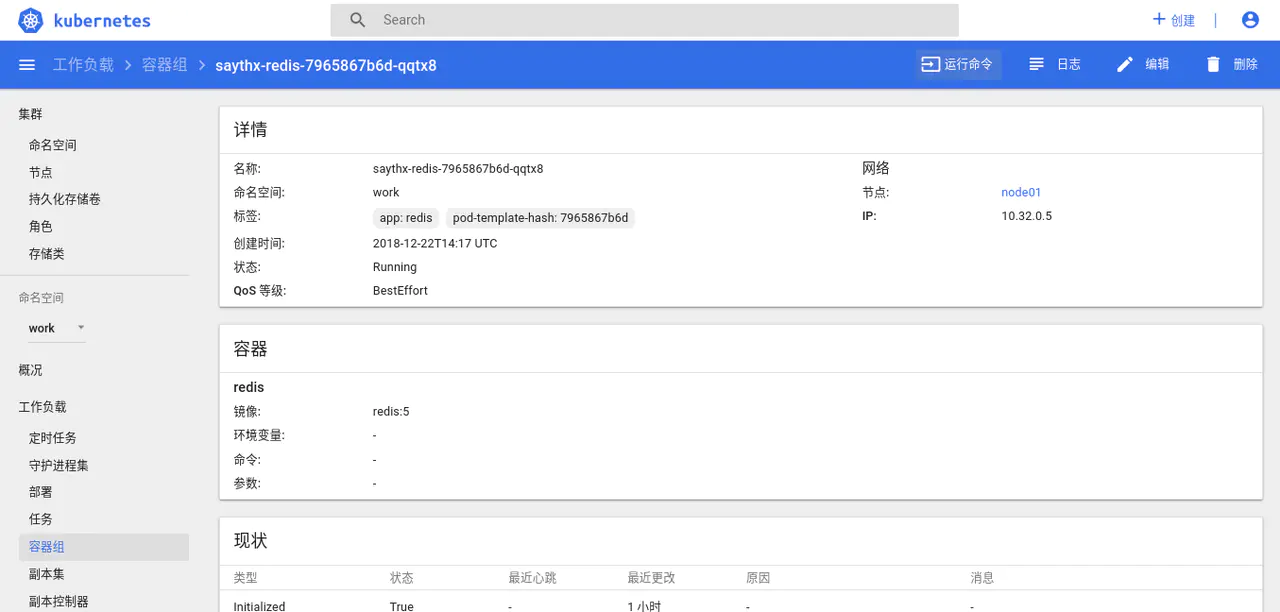 kubernetes
Search
创建
工作负载 > 容器组 > saythx-redis-7965867b6d-qqtx8
运行命令
日志
编辑
删除
集群
命名空间
节点
持久化存储卷
角色
存储类
命名空间
work
概况
工作负载
定时任务
守护进程集
部署
任务
容器组
副本集
副本控制器
详情
名称: saythx-redis-7965867b6d-qqtx8
命名空间: work
标签: app: redis pod-template-hash: 7965867b6d
创建时间: 2018-12-22T14:17 UTC
状态: Running
QoS 等级: BestEffort
网络
节点: node01
IP: 10.32.0.5
容器
redis
镜像: redis:5
环境变量: -
命令: -
参数: -
现状
类型 状态 最近心跳 最近更改 原因 消息
Initialized True - 1 小时 - -